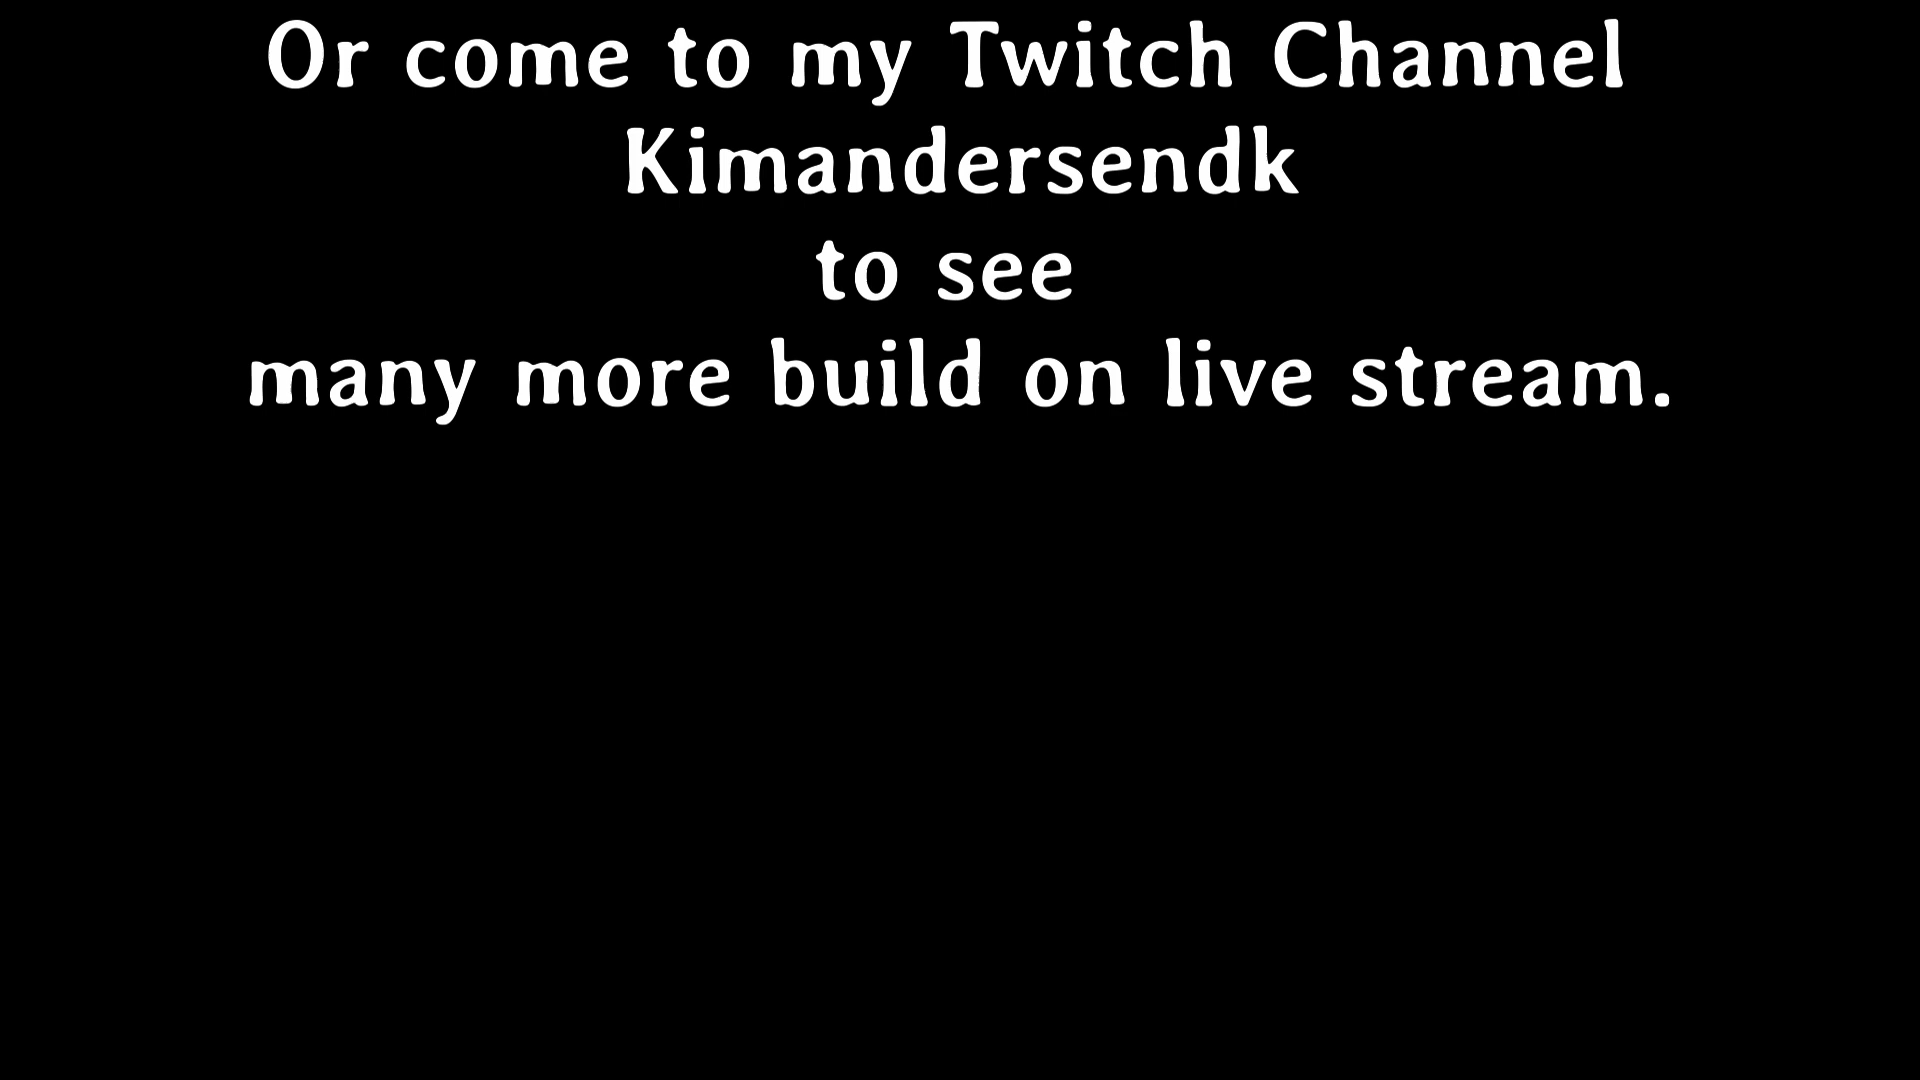 Or come to my Twitch Channel
Kimandersendk
to see
many more build on live stream.